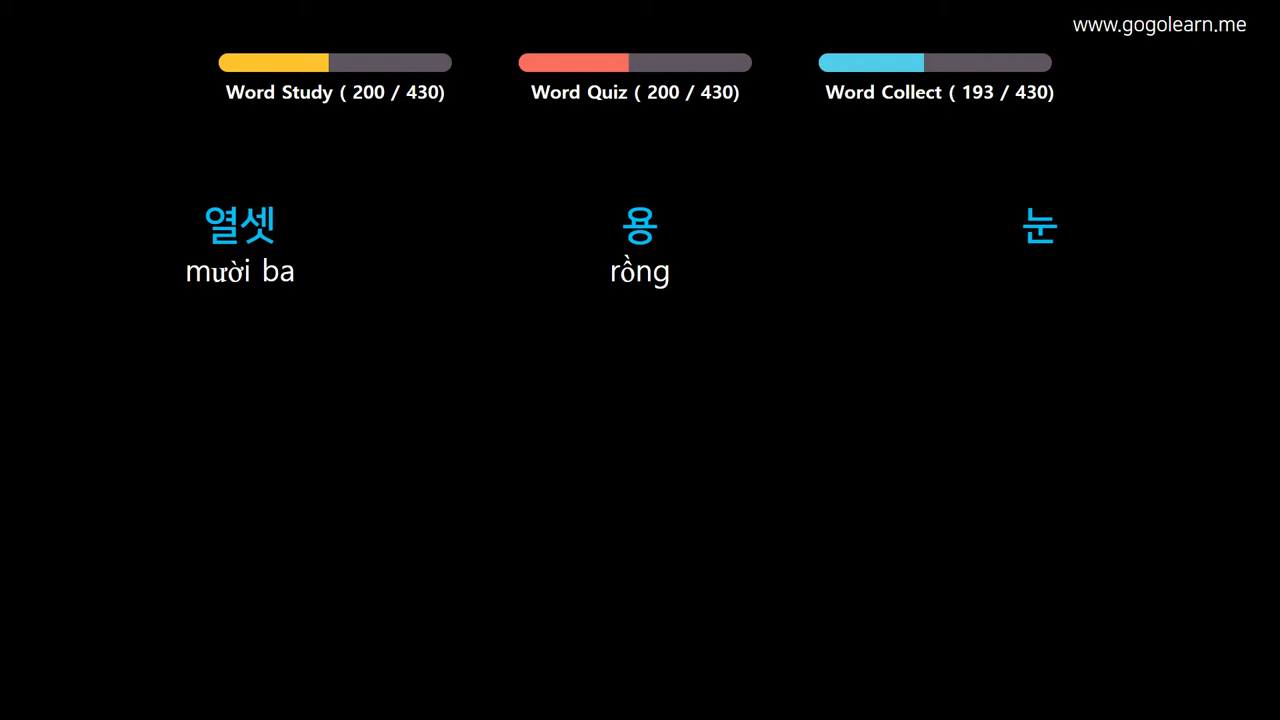 www.gogolearn.me
Word Study ( 200 / 430)
Word Quiz ( 200 / 430)
Word Collect ( 193 / 430)
열셋
mười ba
용
rồng
눈